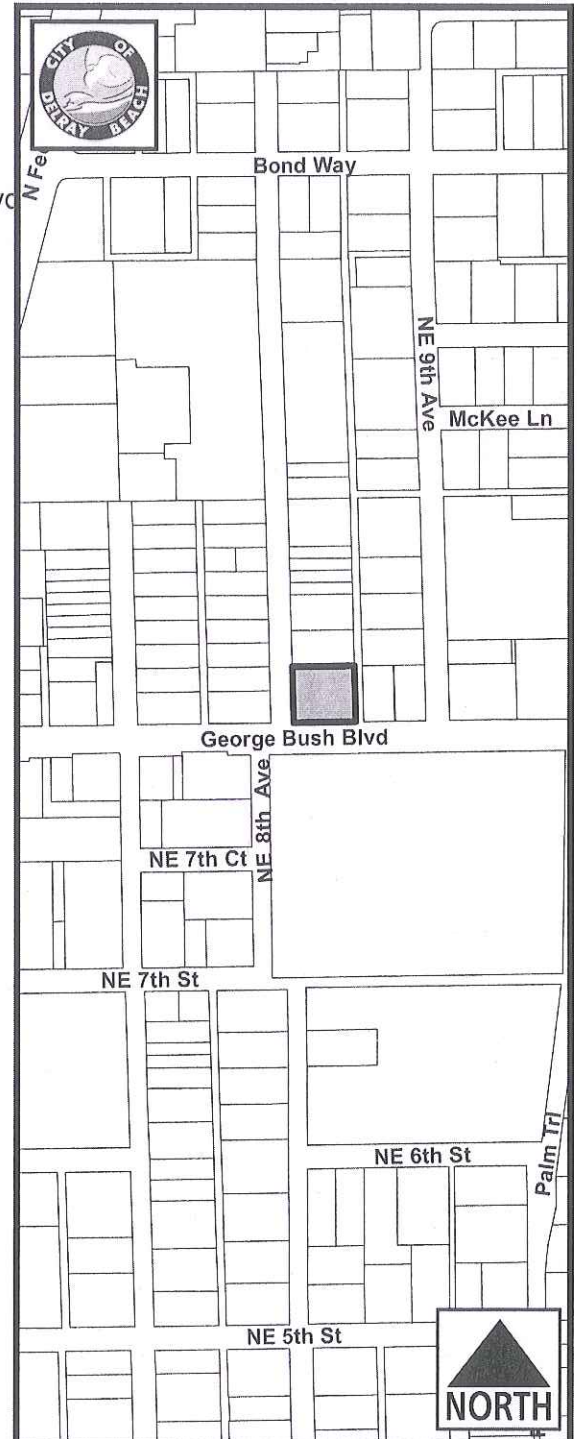 CITY OF
DELRAY BEACH
N Fe
Bond Way
NE 9th Ave
McKee Ln
George Bush Blvd
NE 8th Ave
NE 7th Ct
NE 7th St
NE 6th St
Palm Trl
NE 5th St
NORTH